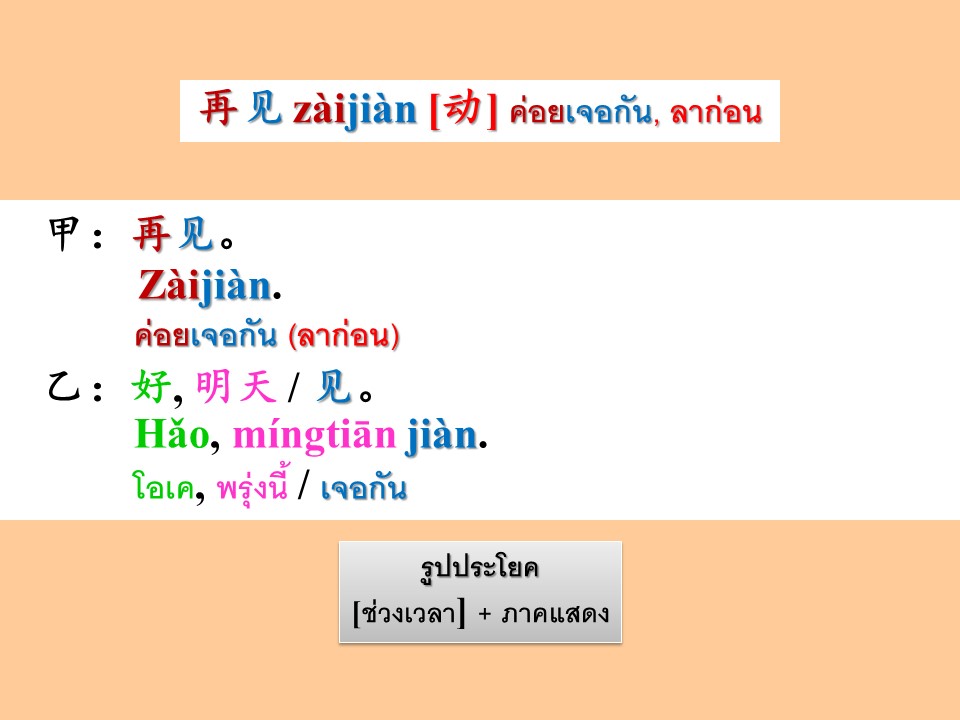 再见 zàijiàn [动] ค่อยเจอกัน, ลาก่อน
甲：再见。
Zàijiàn.
ค่อยเจอกัน (ลาก่อน)
乙：好, 明天 / 见。
Hǎo, míngtiān jiàn.
โอเค, พรุ่งนี้ / เจอกัน
รูปประโยค
[ช่วงเวลา] + ภาคแสดง